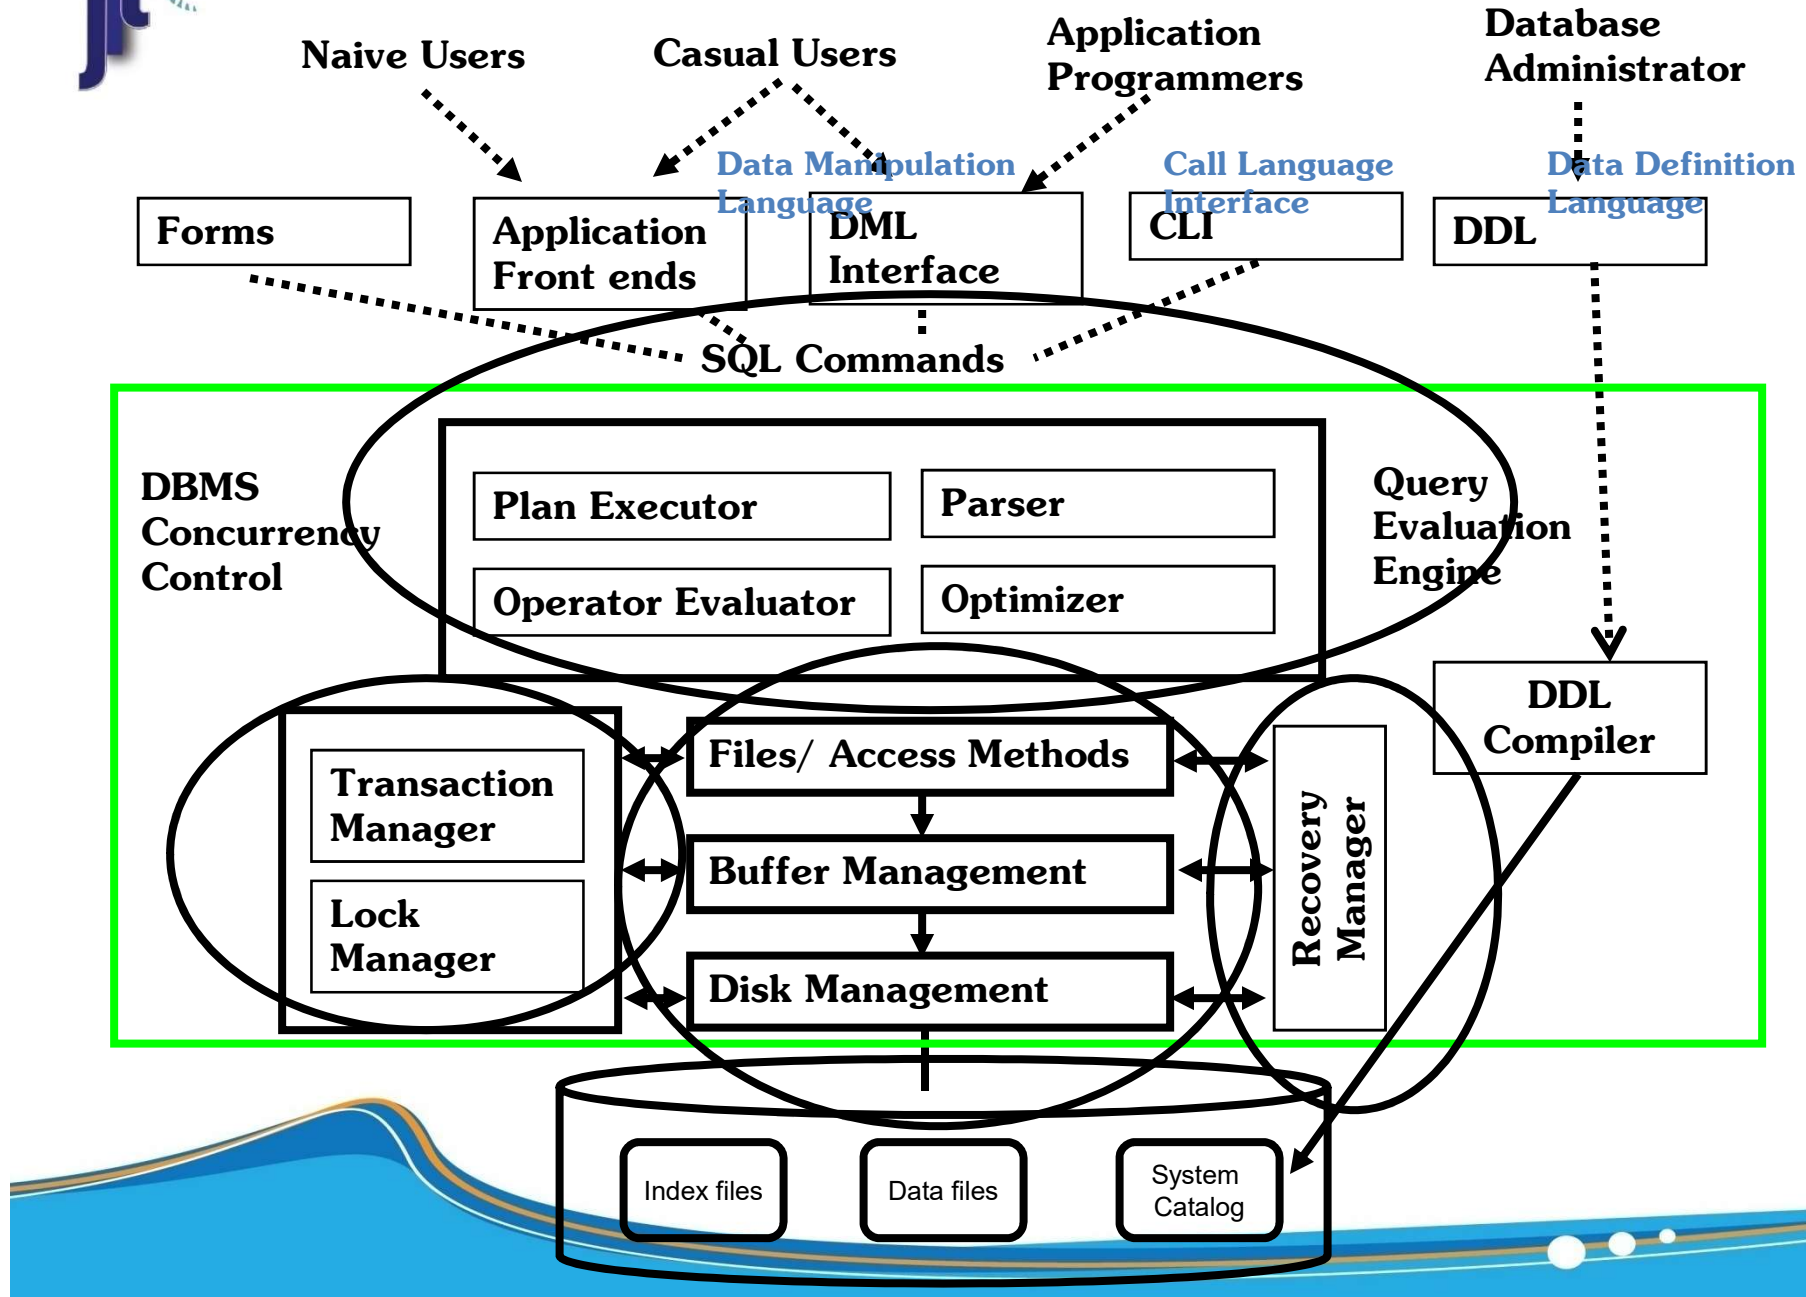 Naive Users
Casual Users
Application
Programmers
Database
Administrator
Data Manipulation
Language
Call Language
Interface
Data Definition
Language
Forms
Application
Front ends
DML
Interface
CLI
DDL
SQL Commands
DBMS
Concurrency
Control
Plan Executor
Parser
Operator Evaluator
Optimizer
Query
Evaluation
Engine
DDL
Compiler
Transaction
Manager
Lock
Manager
Files/ Access Methods
Buffer Management
Disk Management
Recovery
Manager
Index files
Data files
System
Catalog